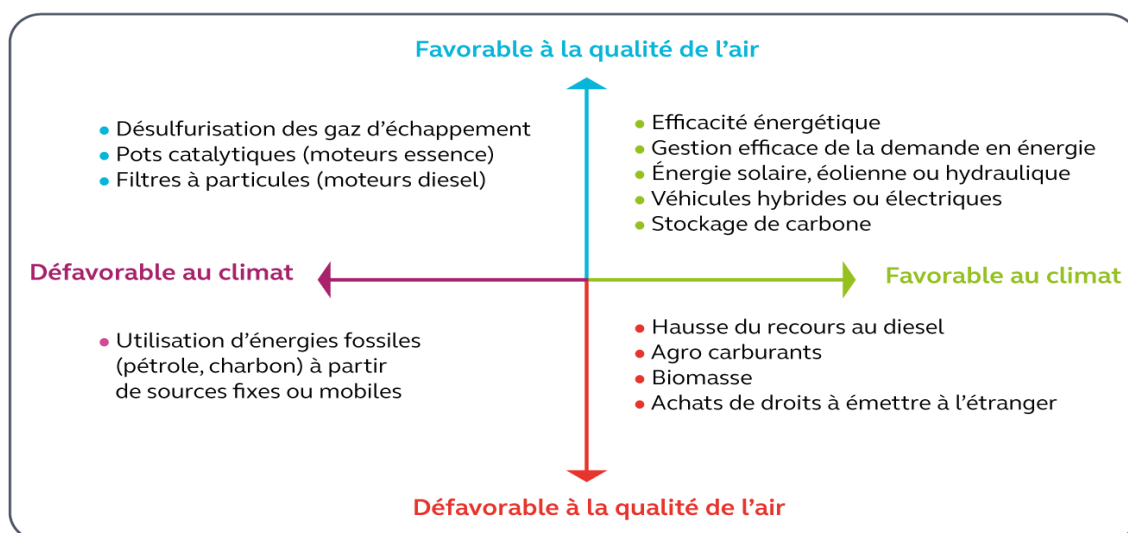 Favorable à la qualité de l’air
• Désulfurisation des gaz d’échappement
• Pots catalytiques (moteurs essence)
• Filtres à particules (moteurs diesel)
• Efficacité énergétique
• Gestion efficace de la demande en énergie
• Énergie solaire, éolienne ou hydraulique
• Véhicules hybrides ou électriques
• Stockage de carbone
Défavorable au climat
Favorable au climat
• Utilisation d’énergies fossiles
(pétrole, charbon) à partir
de sources fixes ou mobiles
• Hausse du recours au diesel
• Agro carburants
• Biomasse
• Achats de droits à émettre à l’étranger
Défavorable à la qualité de l’air